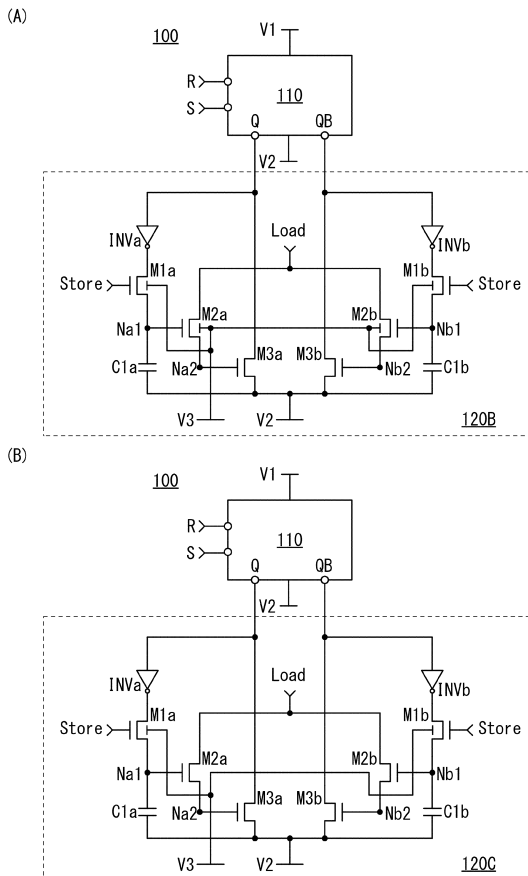 (A)
100
V1
R
S
110
Q
QB
V2
INVa
INVb
Load
Store
M1a
M1b
Store
M2a
M2b
Na1
Nb1
C1a
Na2
M3a
M3b
Nb2
C1b
V3
V2
120B
(B)
100
V1
R
S
110
Q
QB
V2
INVa
INVb
Load
Store
M1a
M1b
Store
M2a
M2b
Na1
Nb1
C1a
Na2
M3a
M3b
Nb2
C1b
V3
V2
120C